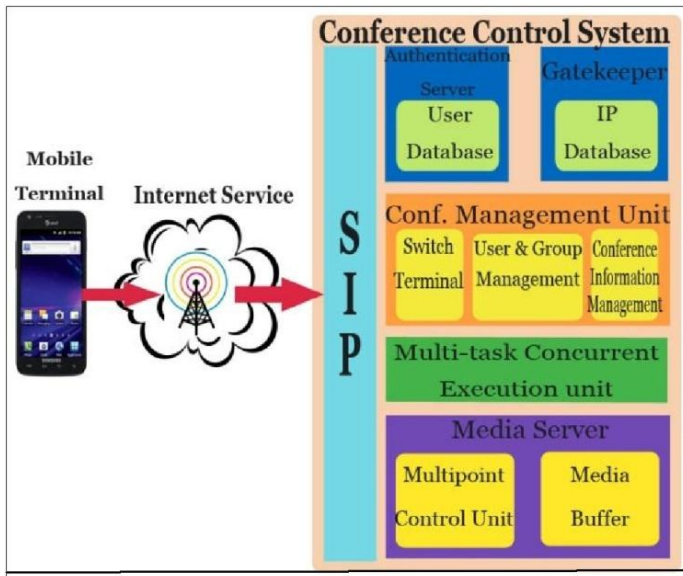 Conference Control System
Mobile
Terminal
Internet Service
S
I
P
Authentication
Server
User
Database
Gatekeeper
IP
Database
Conf. Management Unit
Switch
Terminal
User & Group
Management
Conference
Information
Management
Multi-task Concurrent
Execution unit
Media Server
Multipoint
Control Unit
Media
Buffer